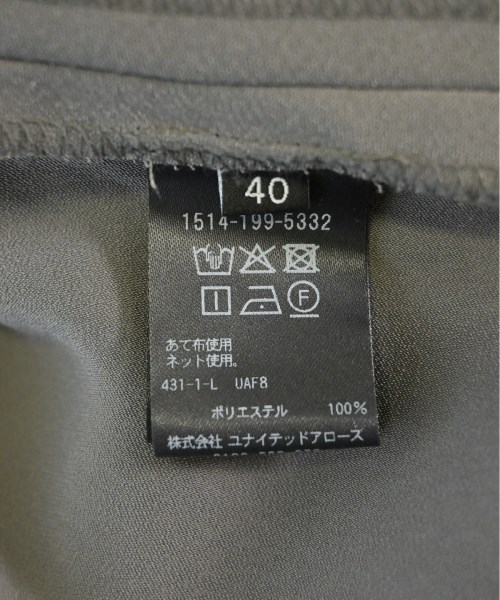 40
1514-199-5332
F
あて布使用
ネット使用。
431-1-L UAF8
ポリエステル 100%
株式会社 ユナイテッドアローズ